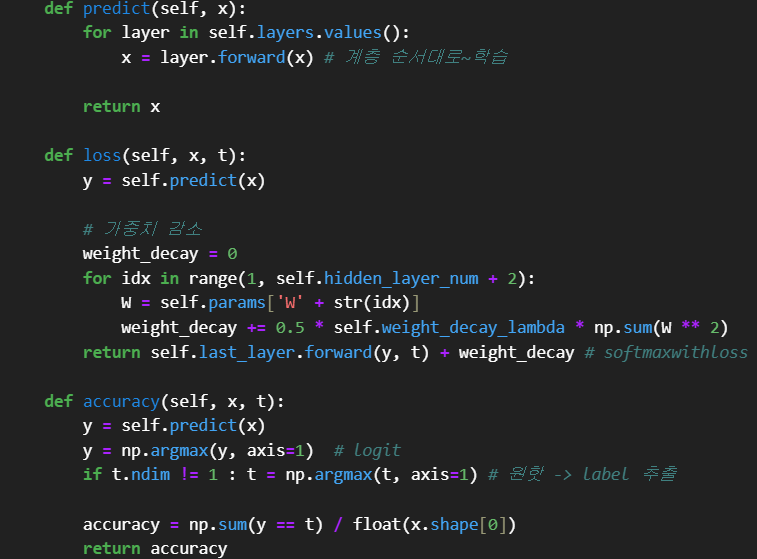 def predict(self, x):
for layer in self.layers.values():
x = layer.forward(x) # 계층 순서대로~학습
return x
def loss(self, x, t):
y = self.predict(x)
# 가중치 감소
weight_decay = 0
for idx in range(1, self.hidden_layer_num + 2):
W = self.params['W' + str(idx)]
weight_decay += 0.5 * self.weight_decay_lambda * np.sum(W ** 2)
return self.last_layer.forward(y, t) + weight_decay # softmaxwithloss
def accuracy(self, x, t):
y = self.predict(x)
y = np.argmax(y, axis=1)  # logit
if t.ndim != 1 : t = np.argmax(t, axis=1) # 원핫 -> label 추출
accuracy = np.sum(y == t) / float(x.shape[0])
return accuracy